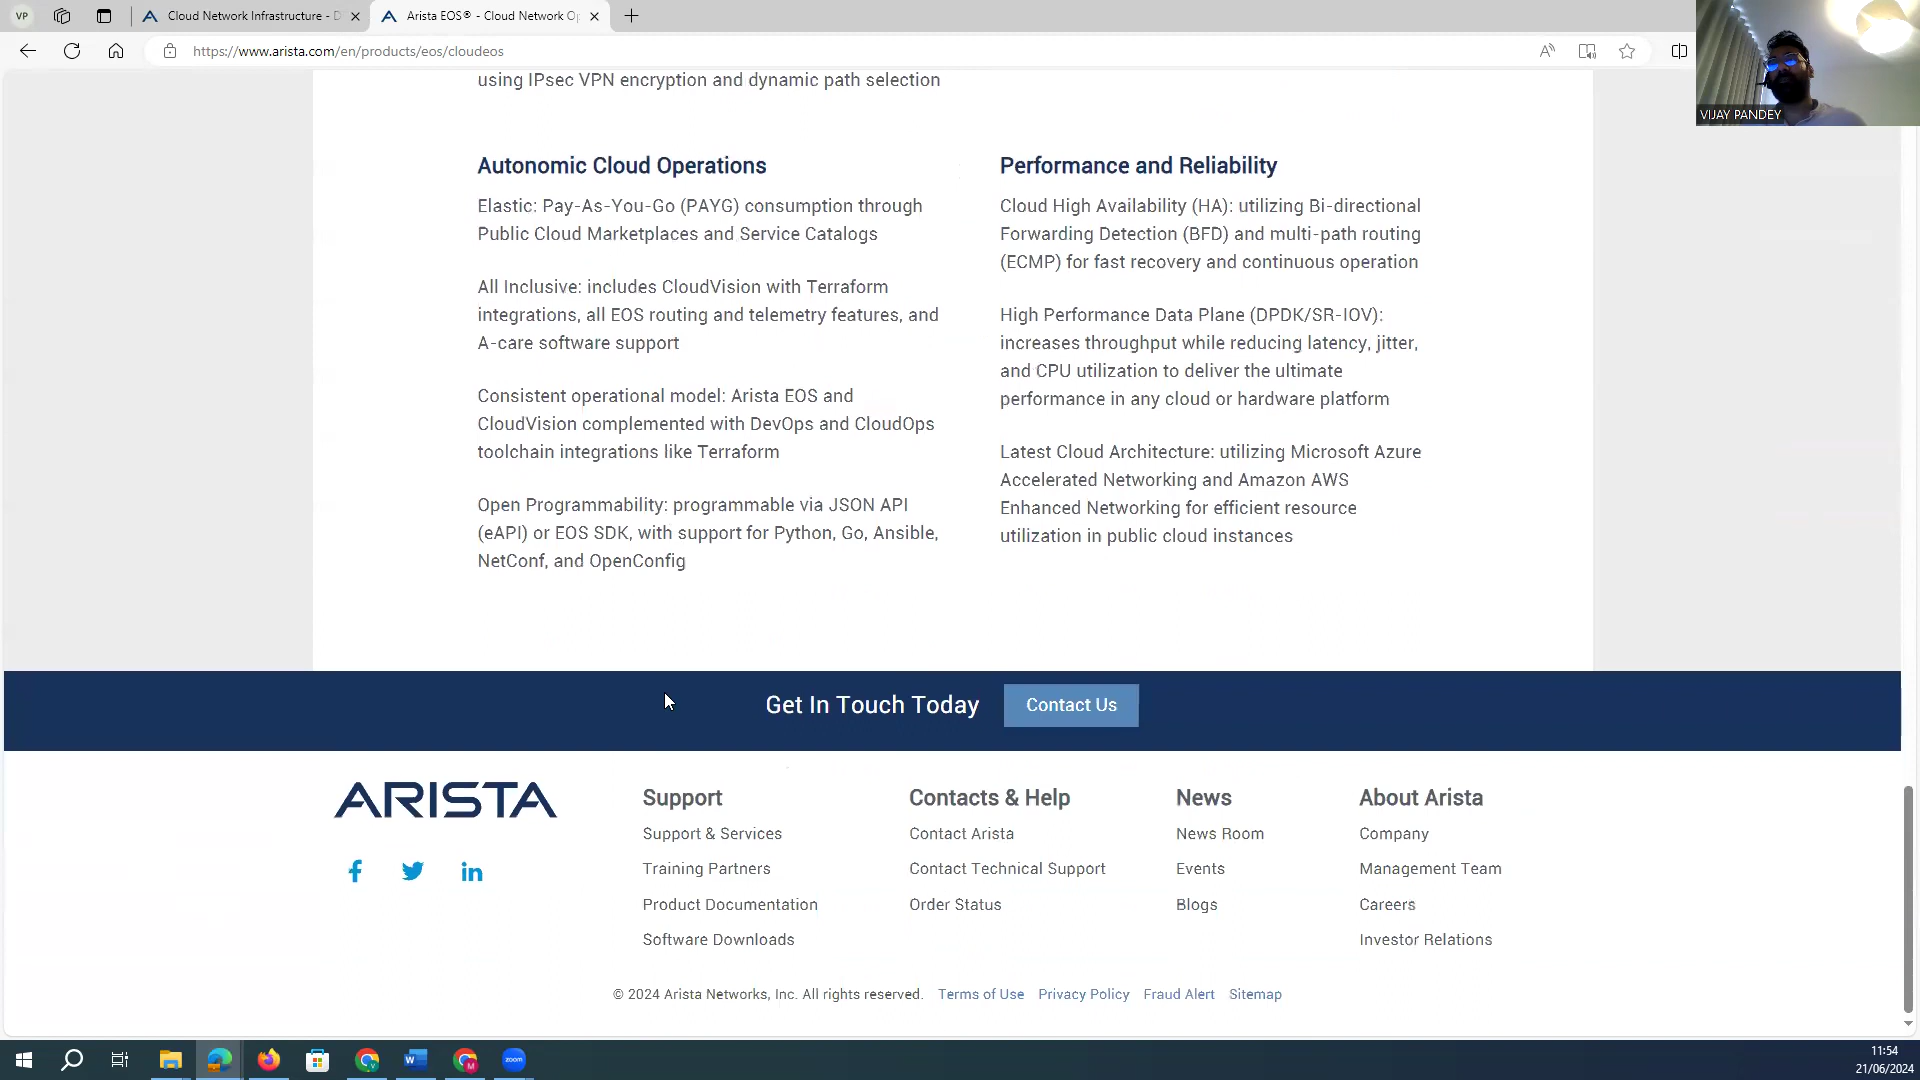 VP
Cloud Network Infrastructure - D
Arista EOS® - Cloud Network Op
https://www.arista.com/en/products/eos/cloudeos
VIJAY PANDEY
using IPsec VPN encryption and dynamic path selection
Autonomic Cloud Operations
Elastic: Pay-As-You-Go (PAYG) consumption through
Public Cloud Marketplaces and Service Catalogs
All Inclusive: includes CloudVision with Terraform
integrations, all EOS routing and telemetry features, and
A-care software support
Consistent operational model: Arista EOS and
CloudVision complemented with DevOps and CloudOps
toolchain integrations like Terraform
Open Programmability: programmable via JSON API
(eAPI) or EOS SDK, with support for Python, Go, Ansible,
NetConf, and OpenConfig
Performance and Reliability
Cloud High Availability (HA): utilizing Bi-directional
Forwarding Detection (BFD) and multi-path routing
(ECMP) for fast recovery and continuous operation
High Performance Data Plane (DPDK/SR-IOV):
increases throughput while reducing latency, jitter,
and CPU utilization to deliver the ultimate
performance in any cloud or hardware platform
Latest Cloud Architecture: utilizing Microsoft Azure
Accelerated Networking and Amazon AWS
Enhanced Networking for efficient resource
utilization in public cloud instances
Get In Touch Today
Contact Us
ARISTA
Support
Support & Services
Training Partners
Product Documentation
Software Downloads
Contacts & Help
Contact Arista
Contact Technical Support
Order Status
News
News Room
Events
Blogs
About Arista
Company
Management Team
Careers
Investor Relations
© 2024 Arista Networks, Inc. All rights reserved. Terms of Use Privacy Policy Fraud Alert Sitemap
zoom
11:54
21/06/2024